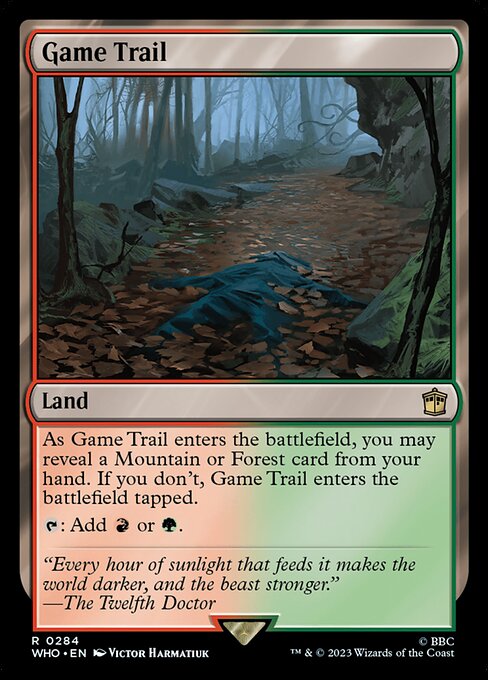 Game Trail
Land
As Game Trail enters the battlefield, you may
reveal a Mountain or Forest card from your
hand. If you don't, Game Trail enters the
battlefield tapped.
: Add or .
“Every hour of sunlight that feeds it makes the
world darker, and the beast stronger.”
—The Twelfth Doctor
R 0284
WHO • EN Victor Harmatiuk
© BBC
™ & © 2023 Wizards of the Coast